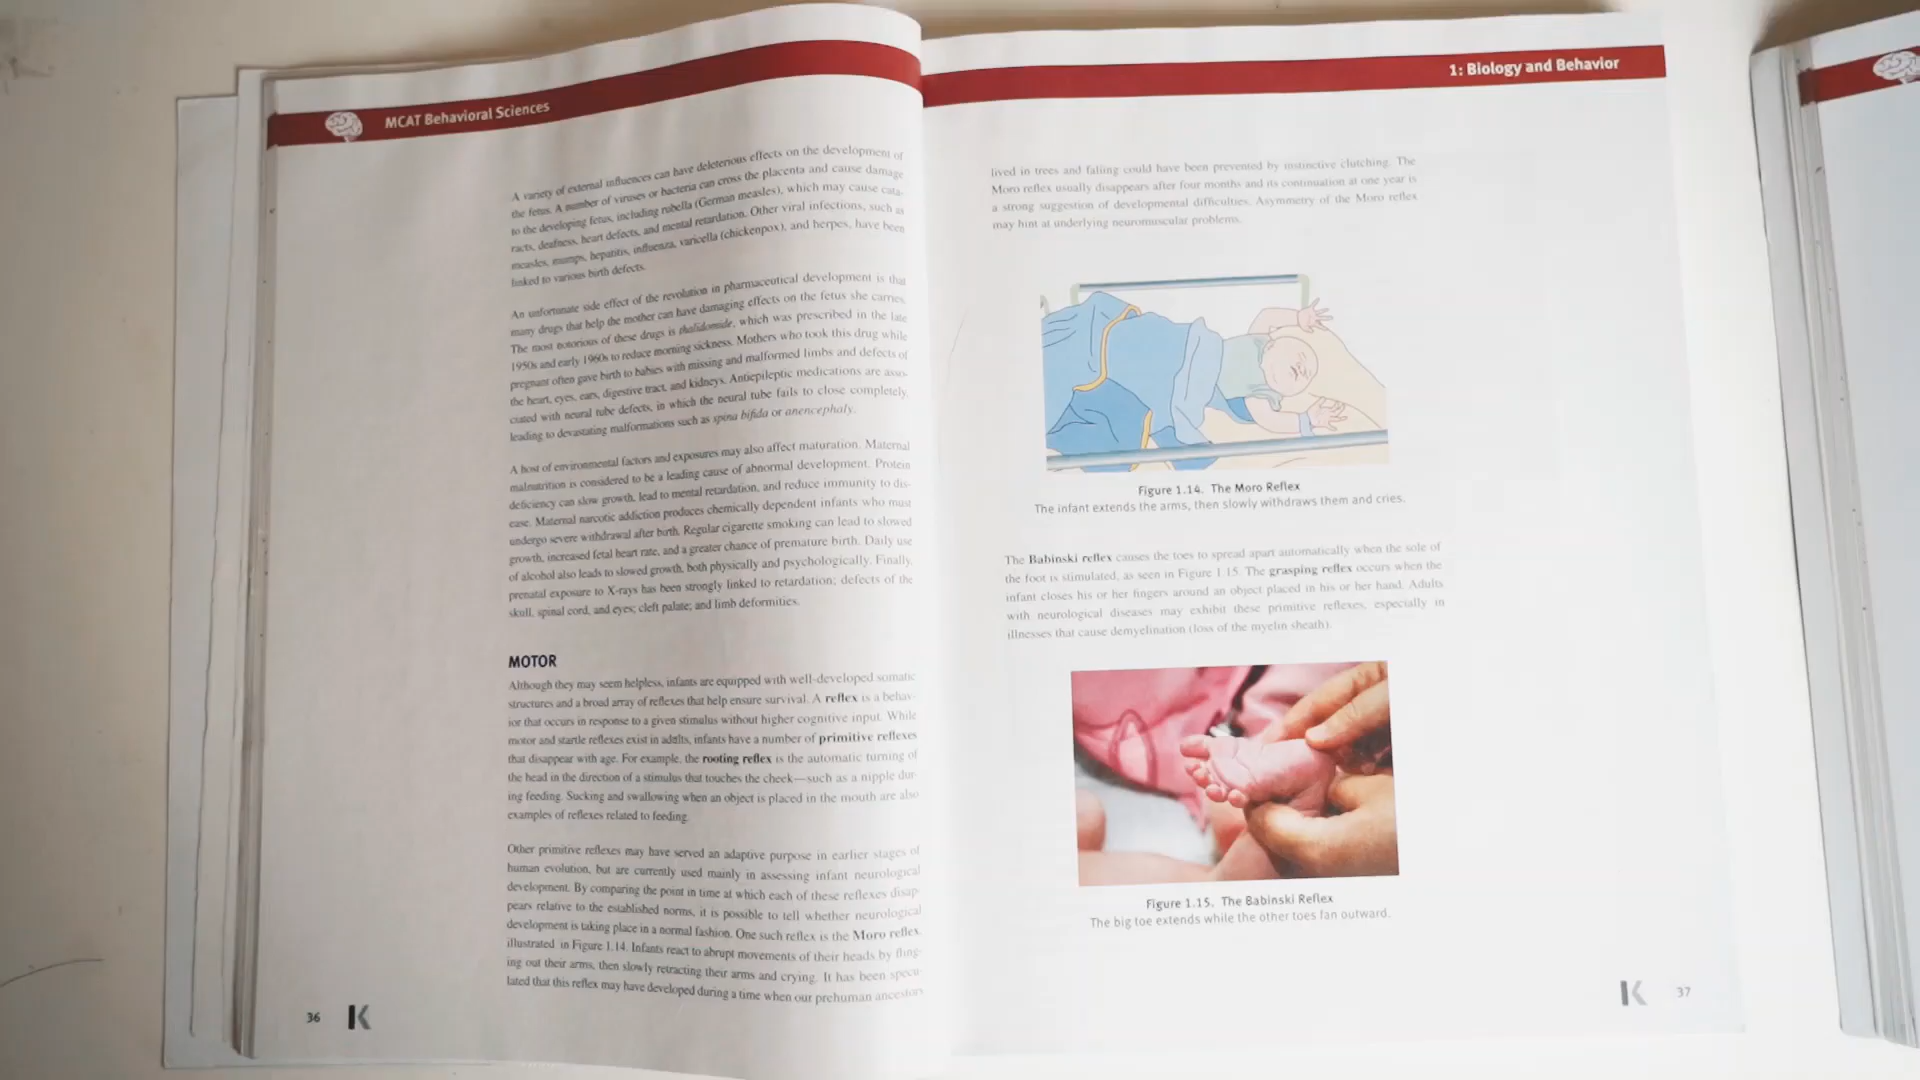 MCAT Behavioral Sciences
A variety of external influences can have deleterious effects on the development of
the fetus. A number of viruses or bacteria can cross the placenta and cause damage
to the developing fetus, including rubella (German measles), which may cause cata-
racts, deafness, heart defects, and mental retardation. Other viral infections, such as
measles, mumps, hepatitis, influenza, varicella (chickenpox), and herpes, have been
linked to various birth defects.
An unfortunate side effect of the revolution in pharmaceutical development is that
many drugs that help the mother can have damaging effects on the fetus she carries.
The most notorious of these drugs is thalidomide, which was prescribed in the late
1950s and early 1960s to reduce morning sickness. Mothers who took this drug while
pregnant often gave birth to babies with missing and malformed limbs and defects of
the heart, eyes, ears, digestive tract, and kidneys. Antiepileptic medications are asso-
ciated with neural tube defects, in which the neural tube fails to close completely,
leading to devastating malformations such as spina bifida or anencephaly.
A host of environmental factors and exposures may also affect maturation. Maternal
malnutrition is considered to be a leading cause of abnormal development. Protein
deficiency can slow growth, lead to mental retardation, and reduce immunity to dis-
ease. Maternal narcotic addiction produces chemically dependent infants who must
undergo severe withdrawal after birth. Regular cigarette smoking can lead to slowed
growth, increased fetal heart rate, and a greater chance of premature birth. Daily use
of alcohol also leads to slowed growth, both physically and psychologically. Finally,
prenatal exposure to X-rays has been strongly linked to retardation; defects of the
skull, spinal cord, and eyes; cleft palate; and limb deformities.
MOTOR
Although they may seem helpless, infants are equipped with well-developed somatic
structures and a broad array of reflexes that help ensure survival. A reflex is a behav-
ior that occurs in response to a given stimulus without higher cognitive input. While
motor and startle reflexes exist in adults, infants have a number of primitive reflexes
that disappear with age. For example, the rooting reflex is the automatic turning of
the head in the direction of a stimulus that touches the cheek—such as a nipple dur-
ing feeding. Sucking and swallowing when an object is placed in the mouth are also
examples of reflexes related to feeding.
Other primitive reflexes may have served an adaptive purpose in earlier stages of
human evolution, but are currently used mainly in assessing infant neurological
development. By comparing the point in time at which each of these reflexes disap-
pears relative to the established norms, it is possible to tell whether neurological
development is taking place in a normal fashion. One such reflex is the Moro reflex,
illustrated in Figure 1.14. Infants react to abrupt movements of their heads by fling-
ing out their arms, then slowly retracting their arms and crying. It has been specu-
lated that this reflex may have developed during a time when our prehuman ancestors
36 K
1: Biology and Behavior
lived in trees and falling could have been prevented by instinctive clutching. The
Moro reflex usually disappears after four months and its continuation at one year is
a strong suggestion of developmental difficulties. Asymmetry of the Moro reflex
may hint at underlying neuromuscular problems.
Figure 1.14. The Moro Reflex
The infant extends the arms, then slowly withdraws them and cries.
The Babinski reflex causes the toes to spread apart automatically when the sole of
the foot is stimulated, as seen in Figure 1.15. The grasping reflex occurs when the
infant closes his or her fingers around an object placed in his or her hand. Adults
with neurological diseases may exhibit these primitive reflexes, especially in
illnesses that cause demyelination (loss of the myelin sheath).
Figure 1.15. The Babinski Reflex
The big toe extends while the other toes fan outward.
K 37